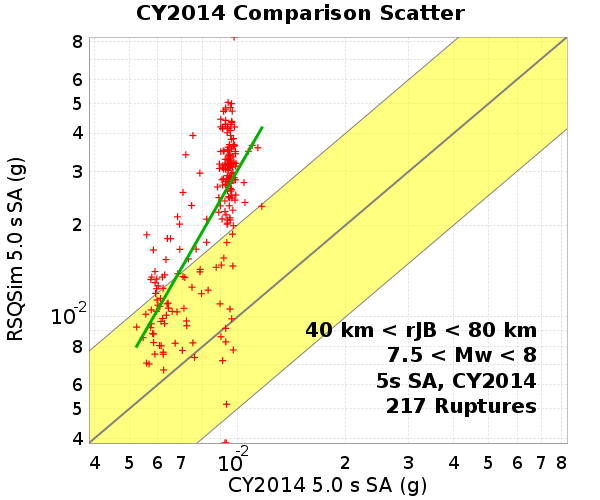 CY2014 Comparison Scatter
8
6
5
4
3
2
10-2
8
6
5
4
RSQSim 5.0 s SA (g)
40 km < rJB < 80 km
7.5 < Mw < 8
5s SA, CY2014
217 Ruptures
4 5 6 7 10-2 2 3 4 5 6 7 8
CY2014 5.0 s SA (g)